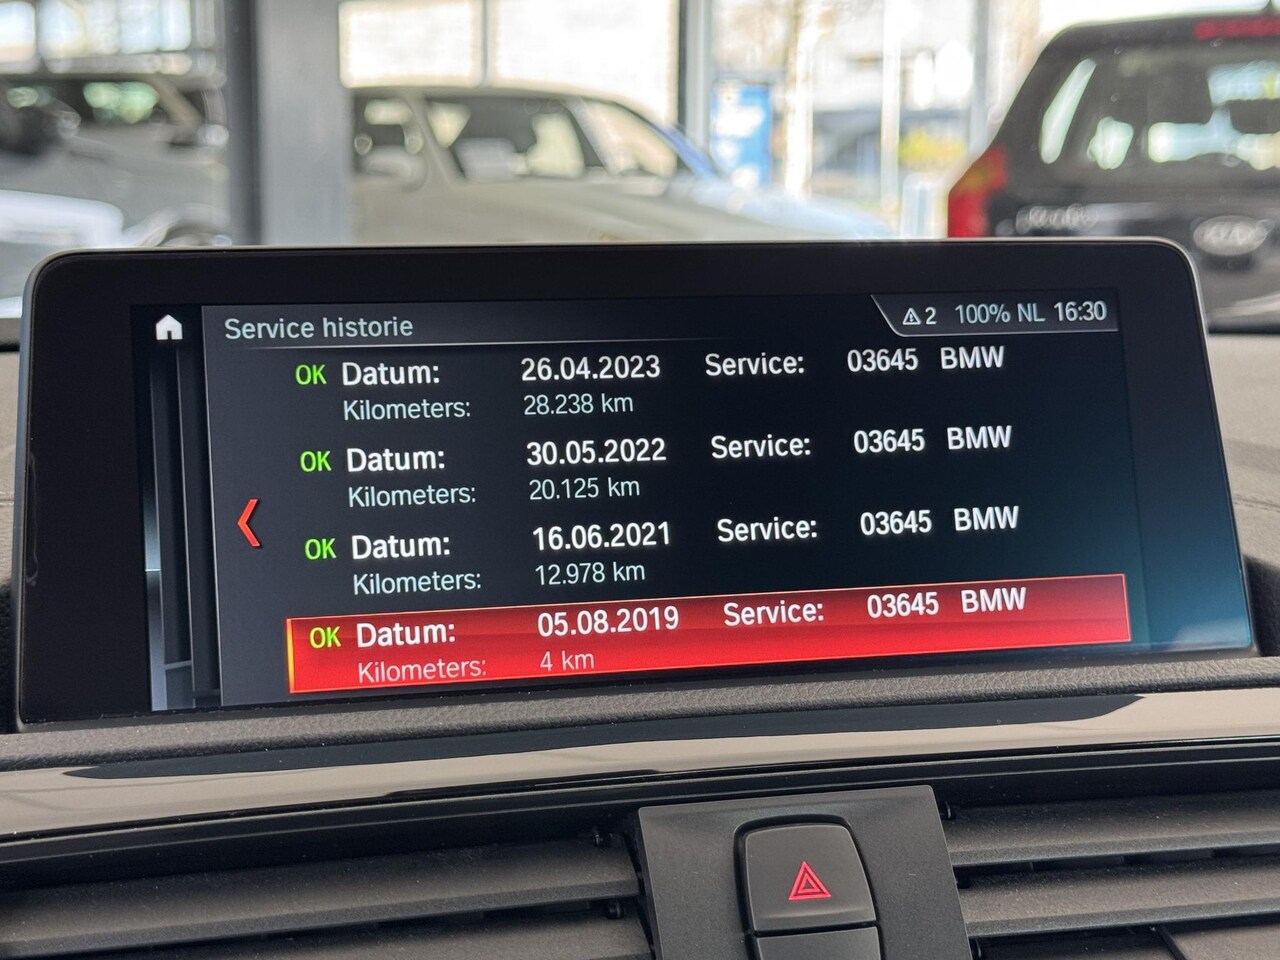 Service historie
2 100% NL 16:30
OK Datum: 26.04.2023 Service: 03645 BMW
Kilometers: 28.238 km
OK Datum: 30.05.2022 Service: 03645 BMW
Kilometers: 20.125 km
OK Datum: 16.06.2021 Service: 03645 BMW
Kilometers: 12.978 km
OK Datum: 05.08.2019 Service: 03645 BMW
Kilometers: 4 km